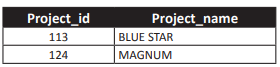 Project_id Project_name
113 BLUE STAR
124 MAGNUM